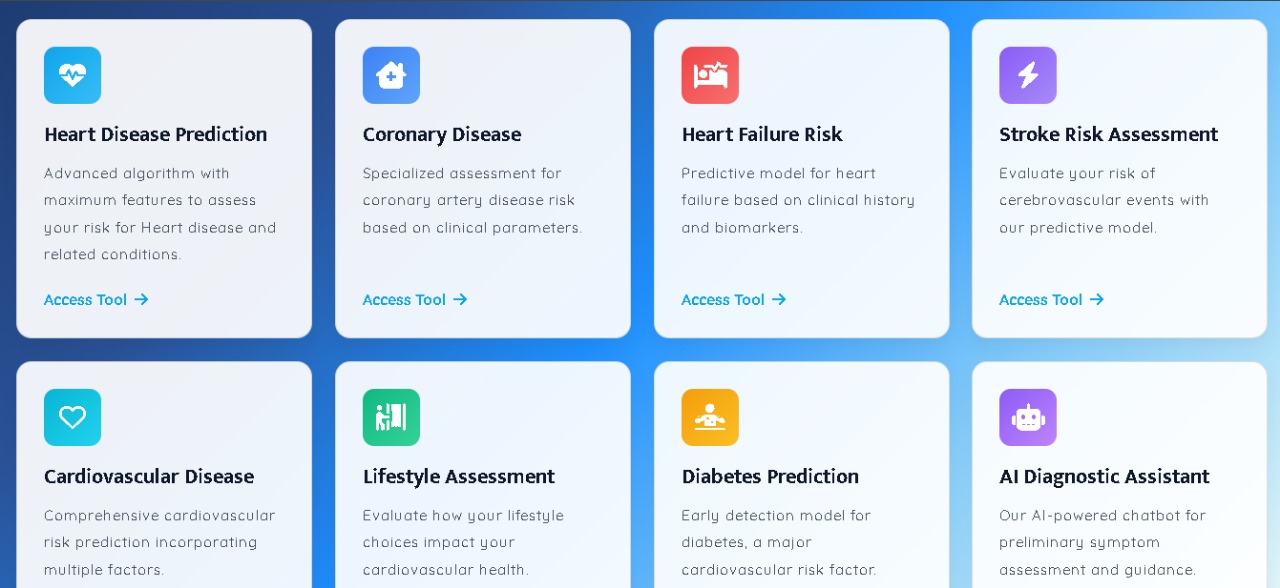 Heart Disease Prediction
Advanced algorithm with
maximum features to assess
your risk for Heart disease and
related conditions.
Access Tool →
Coronary Disease
Specialized assessment for
coronary artery disease risk
based on clinical parameters.
Access Tool →
Heart Failure Risk
Predictive model for heart
failure based on clinical history
and biomarkers.
Access Tool →
Stroke Risk Assessment
Evaluate your risk of
cerebrovascular events with
our predictive model.
Access Tool →
Cardiovascular Disease
Comprehensive cardiovascular
risk prediction incorporating
multiple factors.
Lifestyle Assessment
Evaluate how your lifestyle
choices impact your
cardiovascular health.
Diabetes Prediction
Early detection model for
diabetes, a major
cardiovascular risk factor.
AI Diagnostic Assistant
Our AI-powered chatbot for
preliminary symptom
assessment and guidance.